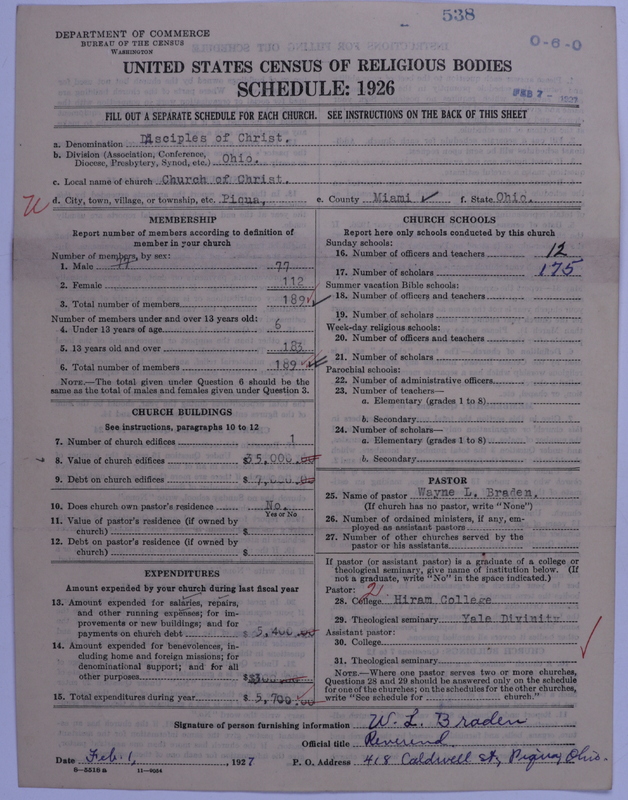 538
DEPARTMENT OF COMMERCE
BUREAU OF THE CENSUS
WASHINGTON
0-6-0
UNITED STATES CENSUS OF RELIGIOUS BODIES
SCHEDULE: 1926
FEB 7 - 1927
FILL OUT A SEPARATE SCHEDULE FOR EACH CHURCH. SEE INSTRUCTIONS ON THE BACK OF THIS SHEET
a. Denomination Disciples of Christ.
b. Division (Association, Conference, Diocese, Presbytery, Synod, etc.) Ohio.
c. Local name of church Church of Christ.
d. City, town, village, or township, etc. Piqua, e. County Miami ✓ f. State Ohio.
MEMBERSHIP
Report number of members according to definition of
member in your church
Number of members, by sex:
1. Male 77
2. Female 112
3. Total number of members 189
Number of members under and over 13 years old:
4. Under 13 years of age 6
5. 13 years old and over 183
6. Total number of members 189
NOTE.—The total given under Question 6 should be the
same as the total of males and females given under Question 3.
CHURCH BUILDINGS
See instructions, paragraphs 10 to 12
7. Number of church edifices 1
8. Value of church edifices $35,000.00
9. Debt on church edifices $ 7,000.00
10. Does church own pastor's residence No.
Yes or No
11. Value of pastor's residence (if owned by
church) $
12. Debt on pastor's residence (if owned by
church) $
EXPENDITURES
Amount expended by your church during last fiscal year
13. Amount expended for salaries, repairs,
and other running expenses; for im-
provements or new buildings; and for
payments on church debt $ 5,400.00
14. Amount expended for benevolences, in-
cluding home and foreign missions; for
denominational support; and for all
other purposes $300.00
15. Total expenditures during year $ 5,700.00
CHURCH SCHOOLS
Report here only schools conducted by this church
Sunday schools:
16. Number of officers and teachers 12
17. Number of scholars 175
Summer vacation Bible schools:
18. Number of officers and teachers
19. Number of scholars
Week-day religious schools:
20. Number of officers and teachers
21. Number of scholars
Parochial schools:
22. Number of administrative officers
23. Number of teachers—
a. Elementary (grades 1 to 8)
b. Secondary
24. Number of scholars—
a. Elementary (grades 1 to 8)
b. Secondary
PASTOR
25. Name of pastor Wayne L. Braden.
(If church has no pastor, write "None")
26. Number of ordained ministers, if any, em-
ployed as assistant pastors
27. Number of other churches served by the
pastor or his assistants
If pastor (or assistant pastor) is a graduate of a college or
theological seminary, give name of institution below. (If
not a graduate, write "No" in the space indicated.)
Pastor: 2
28. College Hiram College
29. Theological seminary Yale Divinity
Assistant pastor:
30. College
31. Theological seminary
NOTE.—Where one pastor serves two or more churches,
Questions 28 and 29 should be answered only on the schedule
for one of the churches; on the schedules for the other churches,
write "See schedule for church."
Signature of person furnishing information W. L. Braden
Official title Reverend
Date Feb. 1, 1927 P. O. Address 418 Caldwell St, Piqua, Ohio.
11—9054